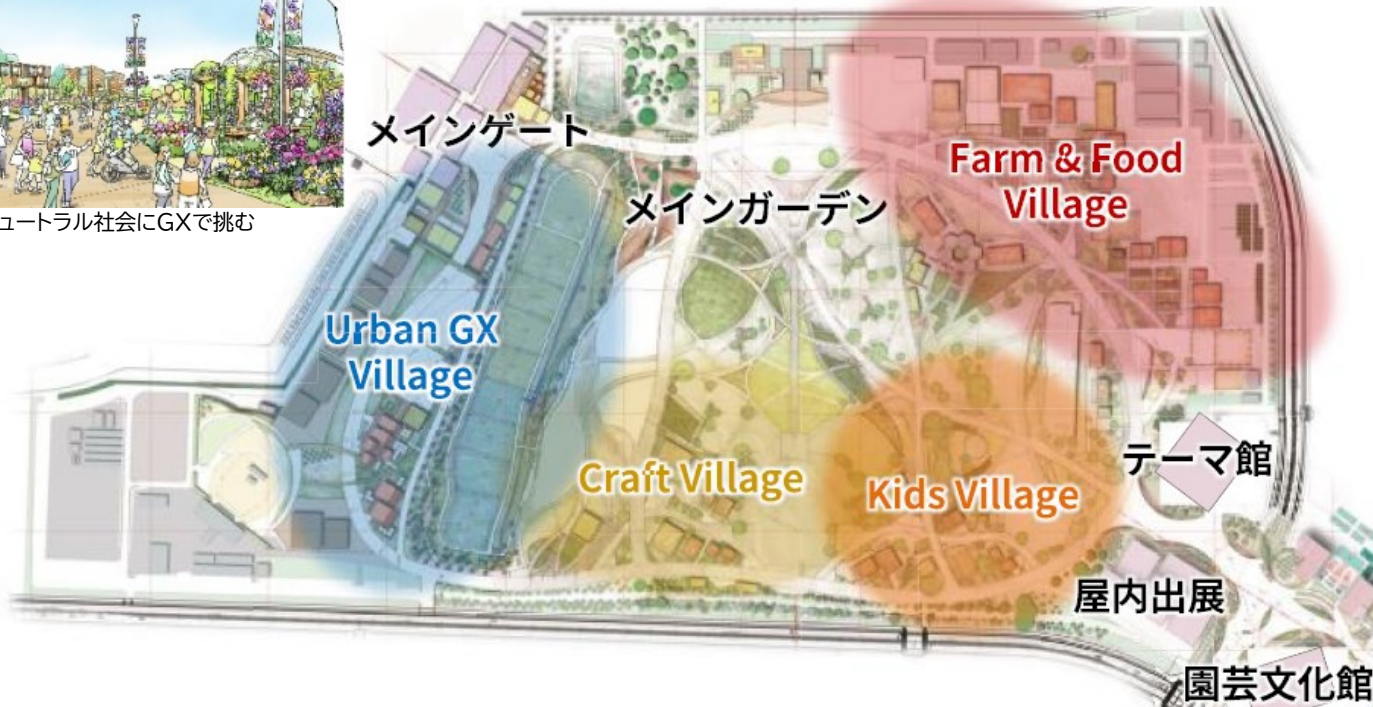 メインゲート
Farm & Food
Village
メインガーデン
ュートラル社会にGXで挑む
Urban GX
Village
テーマ館
Craft Village
Kids Village
屋内出展
園芸文化館